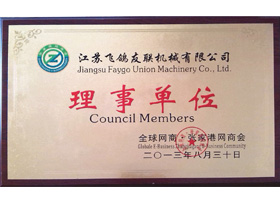 江苏飞鸽友联机械有限公司
Jiangsu Faygo Union Machinery Co., Ltd.
理事单位
Council Members
全球网商·张家港网商会
二〇一三年八月三十日